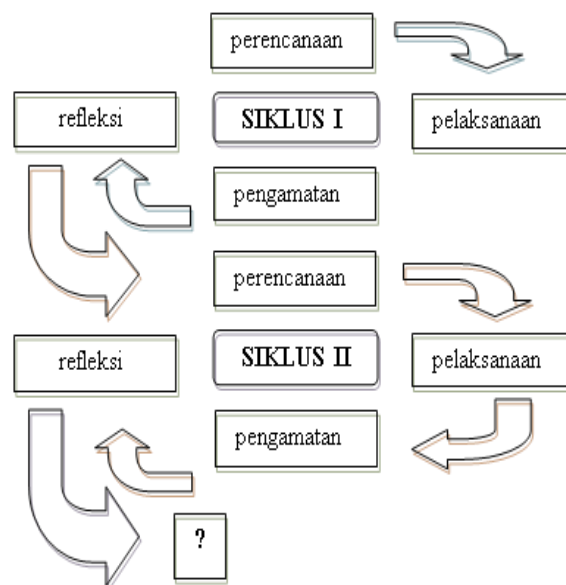 perencanaan
refleksi
SIKLUS I
pelaksanaan
pengamatan
perencanaan
refleksi
SIKLUS II
pelaksanaan
pengamatan
?